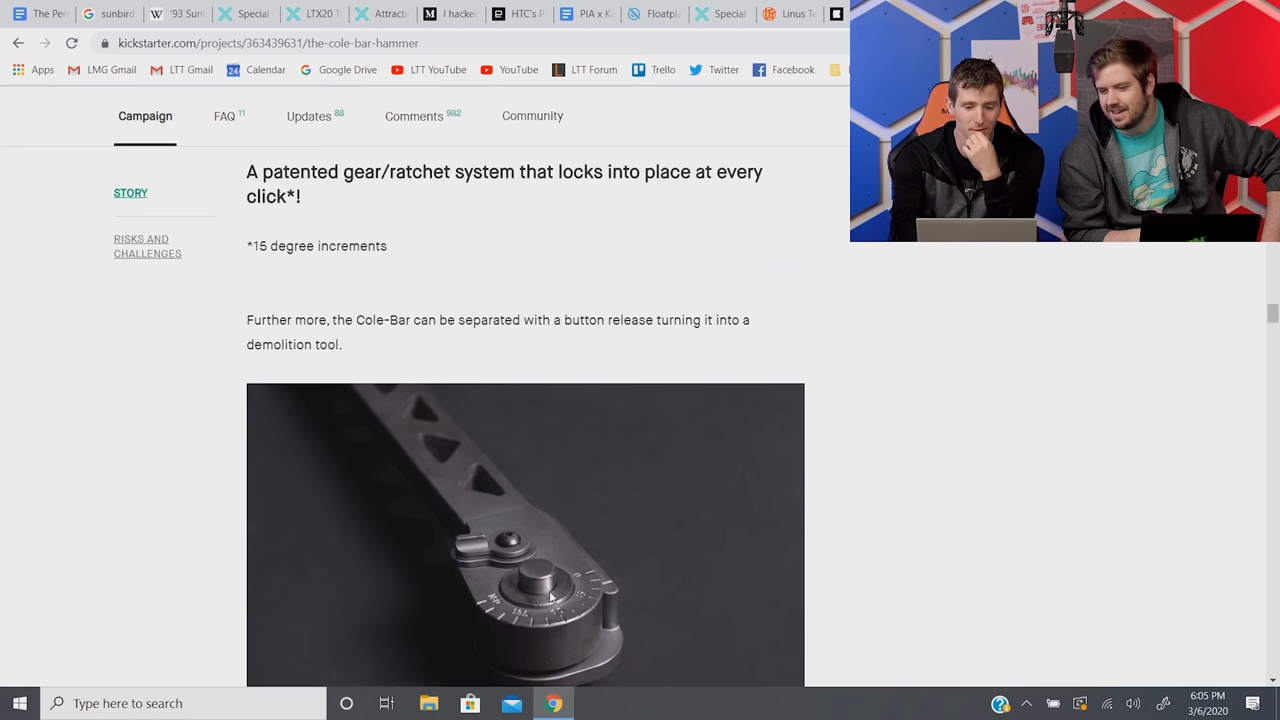 The Per
sunbird
'93 Sunt
Special
LTX20 T
Attracti
I hacke
HTC's P
PIA x K
Floatpla
Special
Linus Te
kickstarter.com/projects/363439631/the-cole-bar-hammer
Apps
LMG Gmail
LTT Gmail
Calendar
Google Drive
LTT YouTube
YouTube
LTT Forum
Trello
Twitter
Facebook
Campaign
FAQ 11
Updates 88
Comments 982
Community
STORY
RISKS AND
CHALLENGES
A patented gear/ratchet system that locks into place at every
click*!
*15 degree increments
Further more, the Cole-Bar can be separated with a button release turning it into a
demolition tool.
Type here to search
6:05 PM
3/6/2020